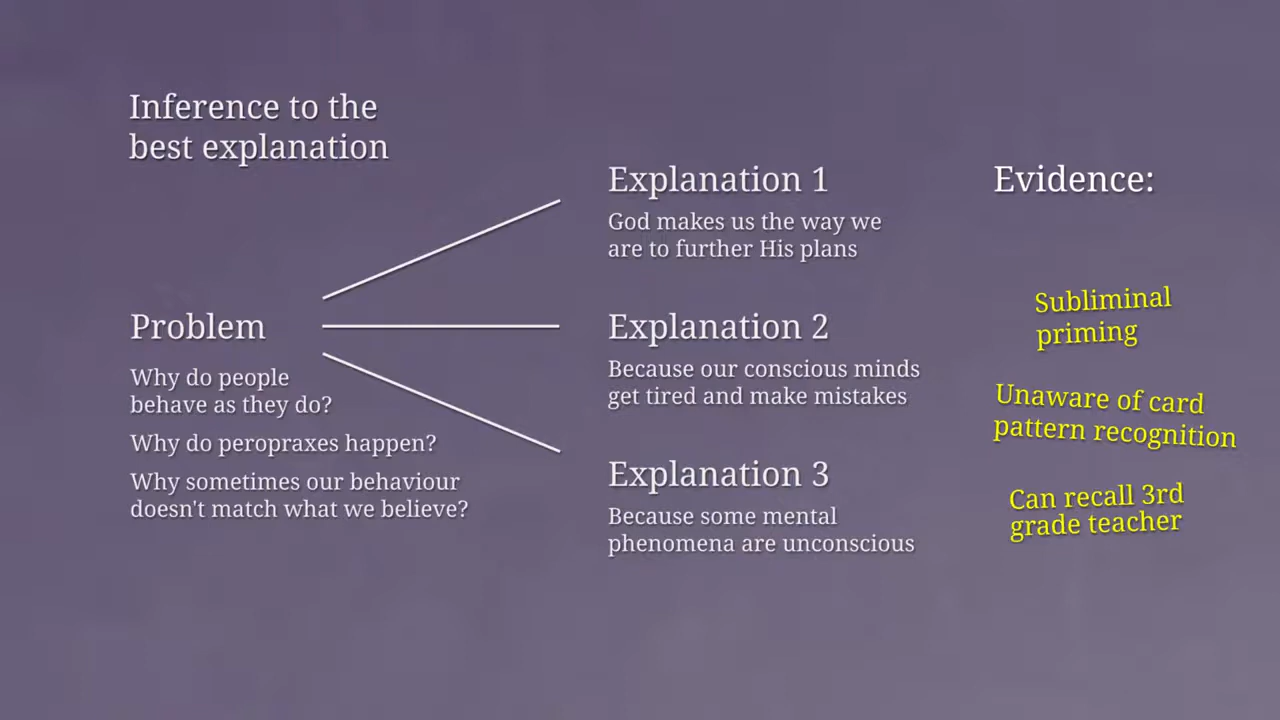 Inference to the
best explanation
Problem
Why do people
behave as they do?
Why do peropraxes happen?
Why sometimes our behaviour
doesn't match what we believe?
Explanation 1
God makes us the way we
are to further His plans
Explanation 2
Because our conscious minds
get tired and make mistakes
Explanation 3
Because some mental
phenomena are unconscious
Evidence:
Subliminal
priming
Unaware of card
pattern recognition
Can recall 3rd
grade teacher